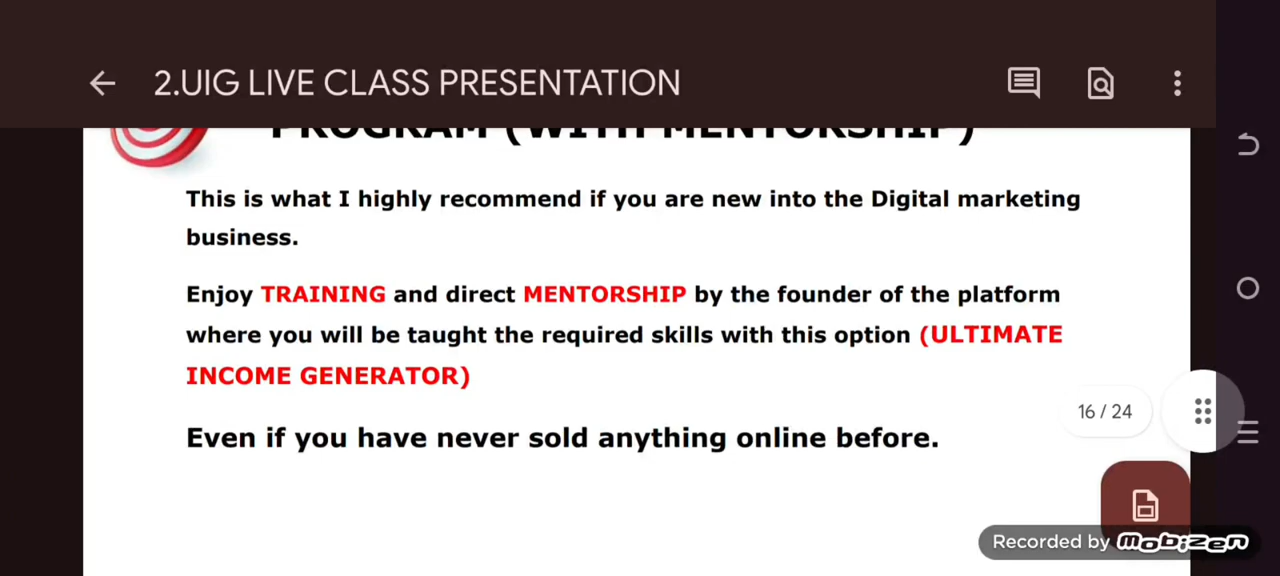 2.UIG LIVE CLASS PRESENTATION
PROGRAM (WITH MENTORSHIP)
This is what I highly recommend if you are new into the Digital marketing
business.
Enjoy TRAINING and direct MENTORSHIP by the founder of the platform
where you will be taught the required skills with this option (ULTIMATE
INCOME GENERATOR)
Even if you have never sold anything online before.
16 / 24
Recorded by mobizen